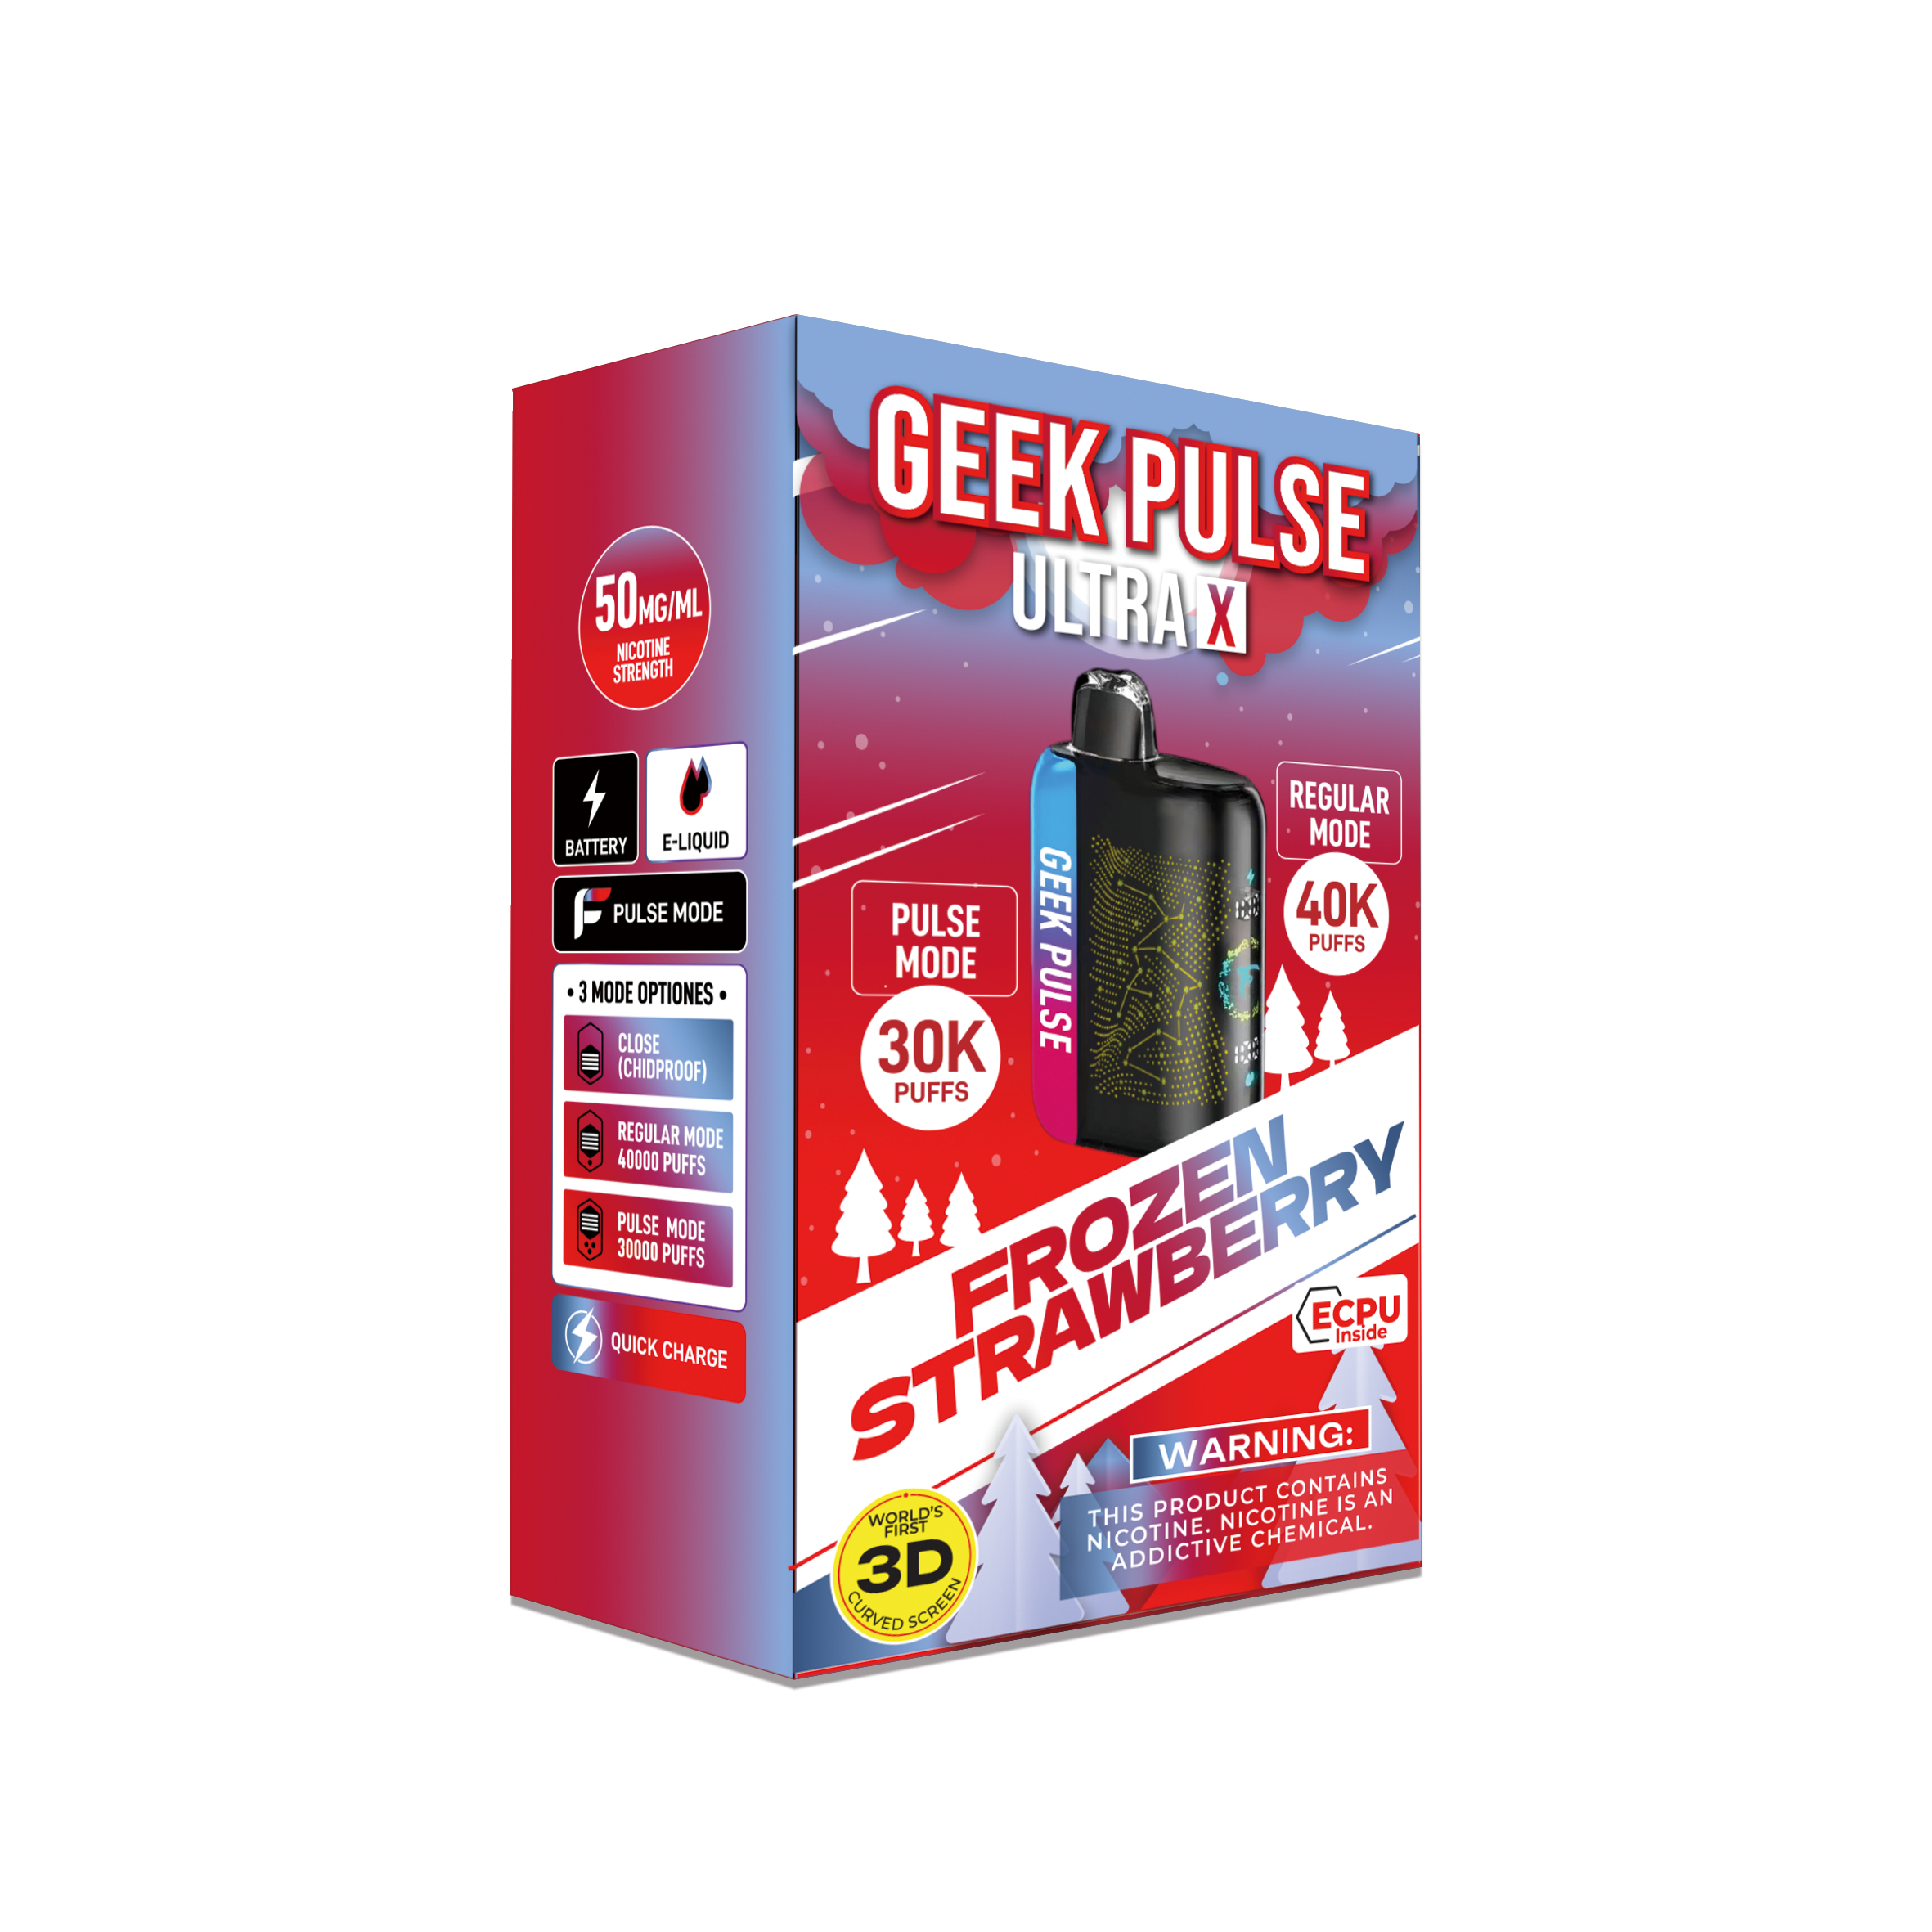 50MG/ML
NICOTINE
STRENGTH
BATTERY
E-LIQUID
PULSE MODE
• 3 MODE OPTIONES •
CLOSE
(CHIDPROOF)
REGULAR MODE
40000 PUFFS
PULSE MODE
30000 PUFFS
QUICK CHARGE
GEEK PULSE
ULTRA X
REGULAR
MODE
40K
PUFFS
PULSE
MODE
30K
PUFFS
GEEK PULSE
FROZEN
STRAWBERRY
ECPU
Inside
WARNING:
THIS PRODUCT CONTAINS
NICOTINE. NICOTINE IS AN
ADDICTIVE CHEMICAL.
WORLD'S
FIRST
3D
CURVED SCREEN